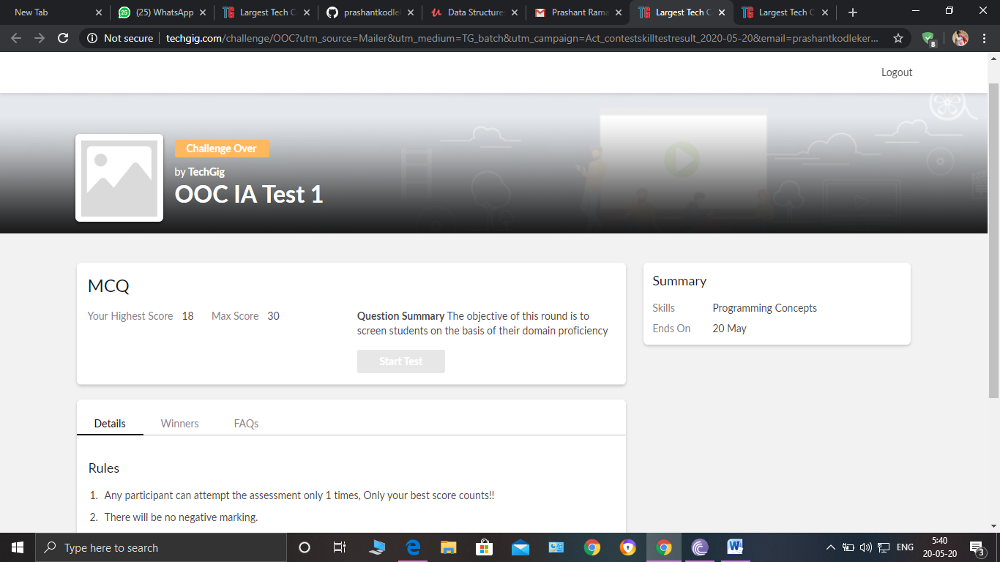 New Tab
(25) WhatsApp
Largest Tech C
prashantkodle
Data Structure
Prashant Rama
Largest Tech C
Largest Tech C
Not secure
techgig.com/challenge/OOC?utm_source=Mailer&utm_medium=TG_batch&utm_campaign=Act_contestskilltestresult_2020-05-20&email=prashantkodleker...
8
Logout
Challenge Over
by TechGig
OOC IA Test 1
MCQ
Your Highest Score 18 Max Score 30
Question Summary The objective of this round is to
screen students on the basis of their domain proficiency
Start Test
Summary
Skills Programming Concepts
Ends On 20 May
Details Winners FAQs
Rules
1. Any participant can attempt the assessment only 1 times, Only your best score counts!!
2. There will be no negative marking.
Type here to search
ENG
5:40
20-05-20
3